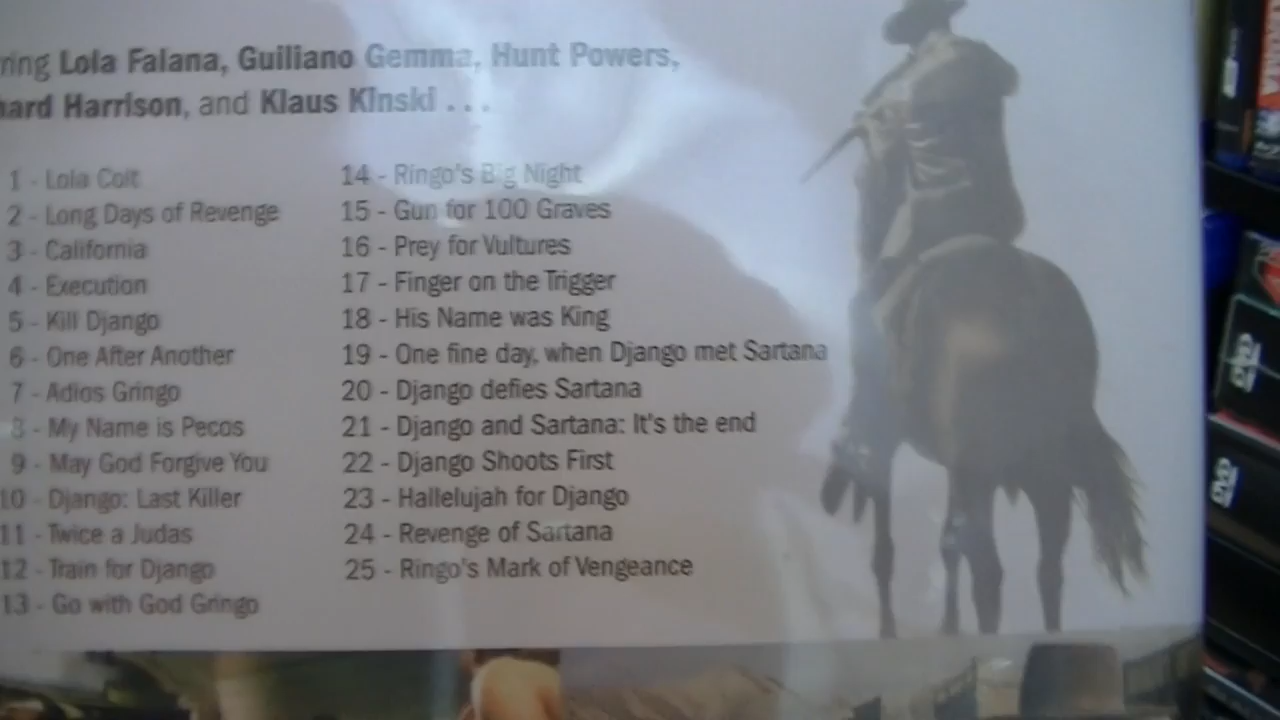 ring Lola Falana, Guiliano Gemma, Hunt Powers,
hard Harrison, and Klaus Kinski . . .
1 - Lola Colt
2 - Long Days of Revenge
3 - California
4 - Execution
5 - Kill Django
6 - One After Another
7 - Adios Gringo
8 - My Name is Pecos
9 - May God Forgive You
10 - Django: Last Killer
11 - Twice a Judas
12 - Train for Django
13 - Go with God Gringo
14 - Ringo's Big Night
15 - Gun for 100 Graves
16 - Prey for Vultures
17 - Finger on the Trigger
18 - His Name was King
19 - One fine day, when Django met Sartana
20 - Django defies Sartana
21 - Django and Sartana: It's the end
22 - Django Shoots First
23 - Hallelujah for Django
24 - Revenge of Sartana
25 - Ringo's Mark of Vengeance
DVD
DVD